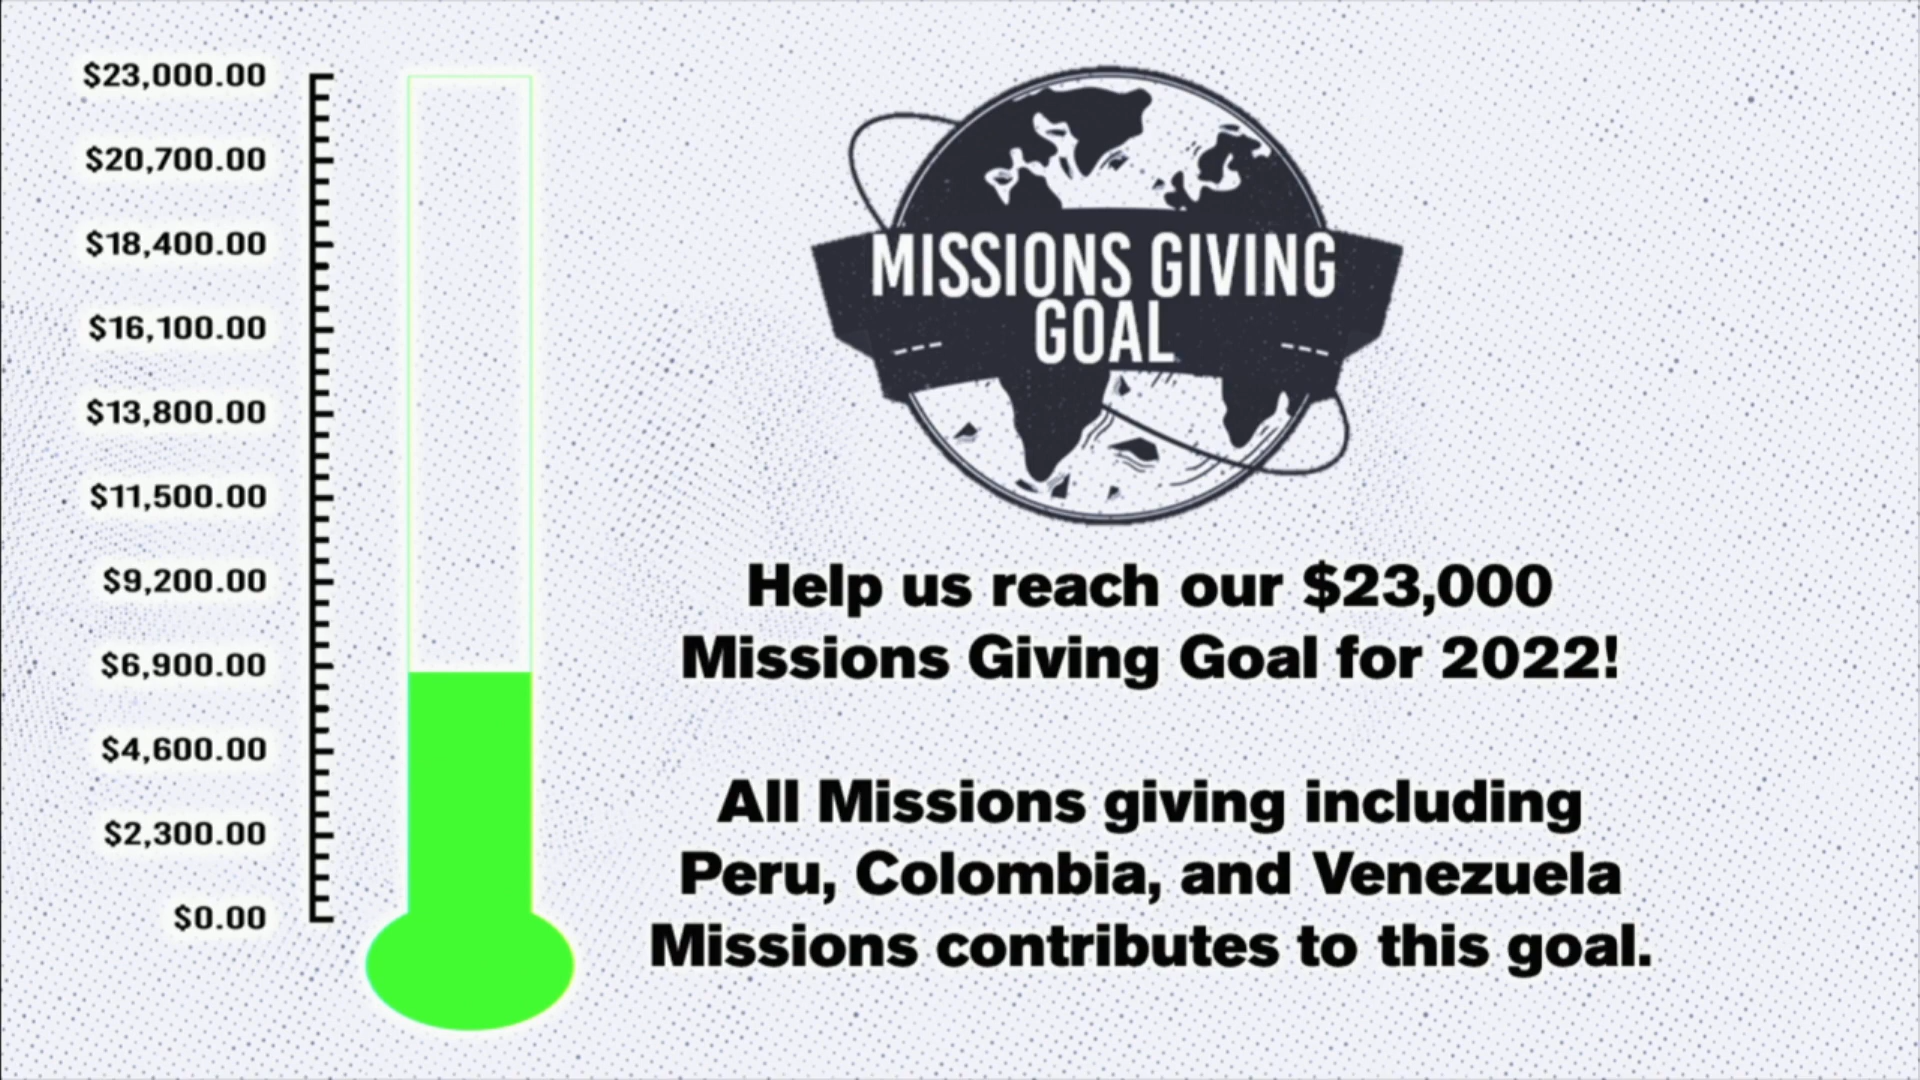 $23,000.00
$20,700.00
$18,400.00
$16,100.00
$13,800.00
$11,500.00
$9,200.00
$6,900.00
$4,600.00
$2,300.00
$0.00
MISSIONS GIVING
GOAL
Help us reach our $23,000
Missions Giving Goal for 2022!
All Missions giving including
Peru, Colombia, and Venezuela
Missions contributes to this goal.